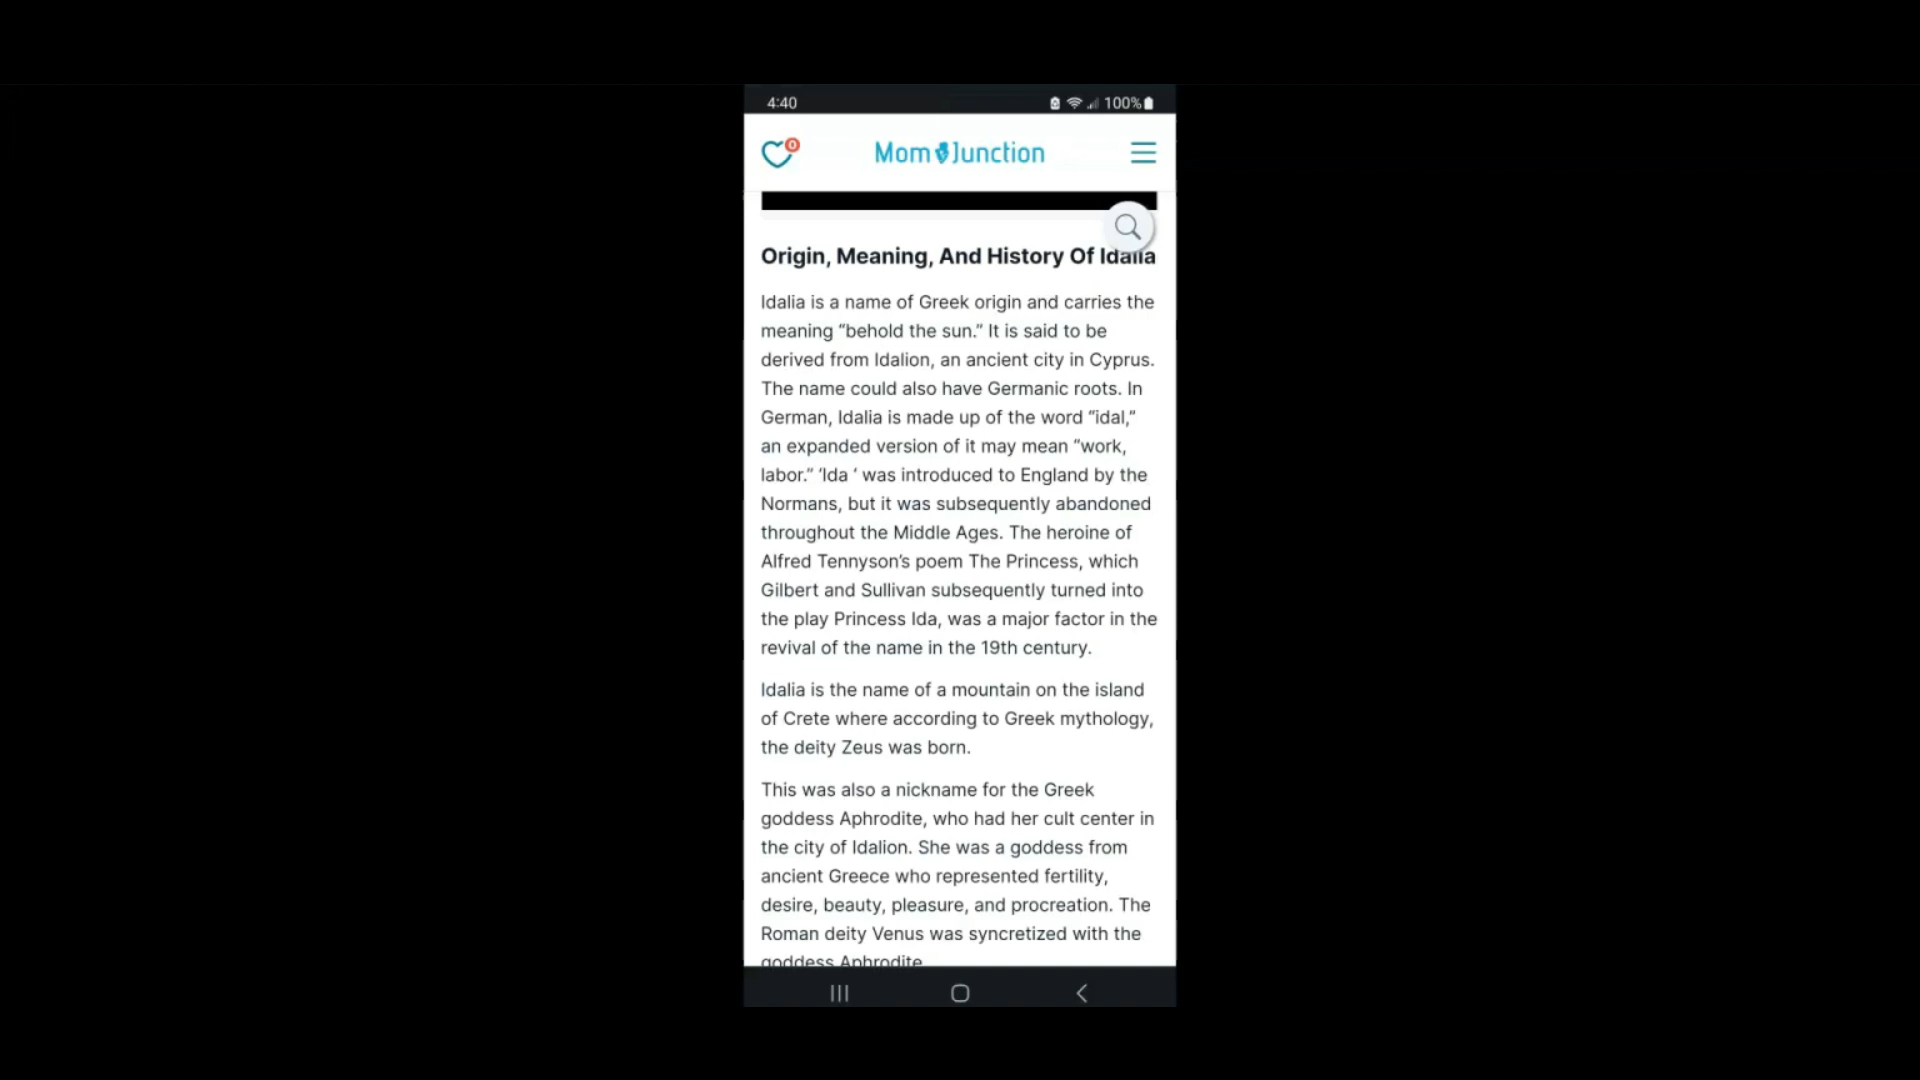 4:40
100%
0
Mom Junction
Origin, Meaning, And History Of Idalia
Idalia is a name of Greek origin and carries the
meaning “behold the sun.” It is said to be
derived from Idalion, an ancient city in Cyprus.
The name could also have Germanic roots. In
German, Idalia is made up of the word “idal,”
an expanded version of it may mean “work,
labor.” ‘Ida ‘ was introduced to England by the
Normans, but it was subsequently abandoned
throughout the Middle Ages. The heroine of
Alfred Tennyson’s poem The Princess, which
Gilbert and Sullivan subsequently turned into
the play Princess Ida, was a major factor in the
revival of the name in the 19th century.
Idalia is the name of a mountain on the island
of Crete where according to Greek mythology,
the deity Zeus was born.
This was also a nickname for the Greek
goddess Aphrodite, who had her cult center in
the city of Idalion. She was a goddess from
ancient Greece who represented fertility,
desire, beauty, pleasure, and procreation. The
Roman deity Venus was syncretized with the
goddess Aphrodite